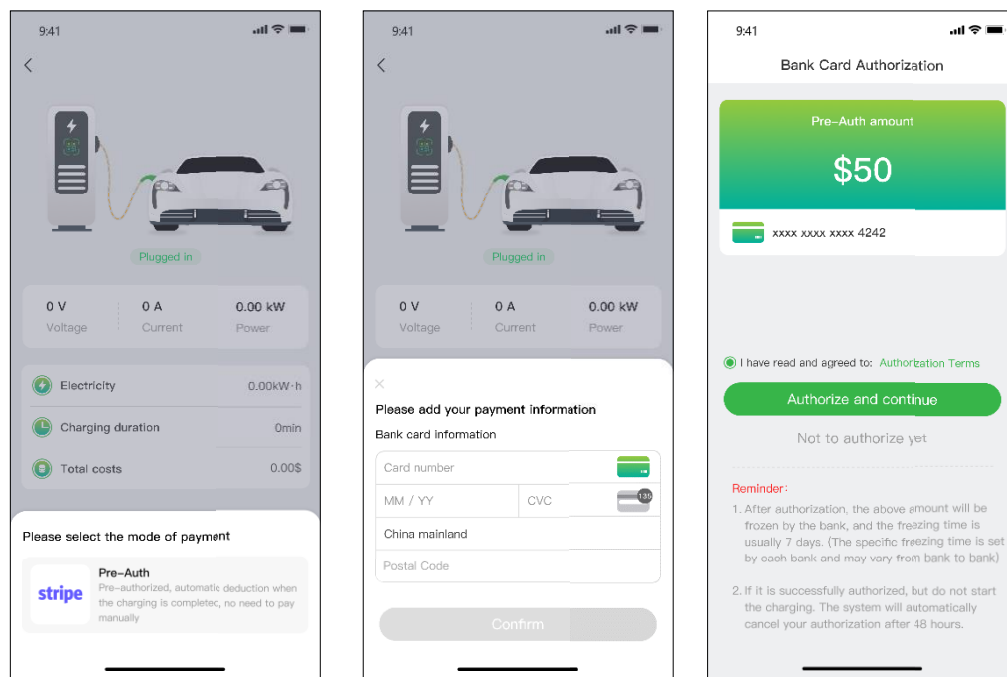 9:41
Plugged in
0 V
0 A
0.00 kW
Voltage
Current
Power
Electricity
0.00kW·h
Charging duration
0min
Total costs
0.00$
Please select the mode of payment
stripe
Pre-Auth
Pre-authorized, automatic deduction when
the charging is completed, no need to pay
manually
9:41
Plugged in
0 V
0 A
0.00 kW
Voltage
Current
Power
Please add your payment information
Bank card information
Card number
MM / YY
CVC
135
China mainland
Postal Code
Confirm
9:41
Bank Card Authorization
Pre-Auth amount
$50
xxxx xxxx xxxx 4242
I have read and agreed to: Authorization Terms
Authorize and continue
Not to authorize yet
Reminder:
1. After authorization, the above amount will be
frozen by the bank, and the freezing time is
usually 7 days. (The specific freezing time is set
by each bank and may vary from bank to bank)
2. If it is successfully authorized, but do not start
the charging. The system will automatically
cancel your authorization after 48 hours.